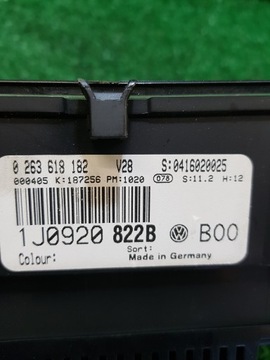 0 263 618 182 V28 S:0416020025
000405 K:187256 PM:1020 078 S:11.2 H:12
1J0920 822B VW B00
Sort:
Colour: Made in Germany